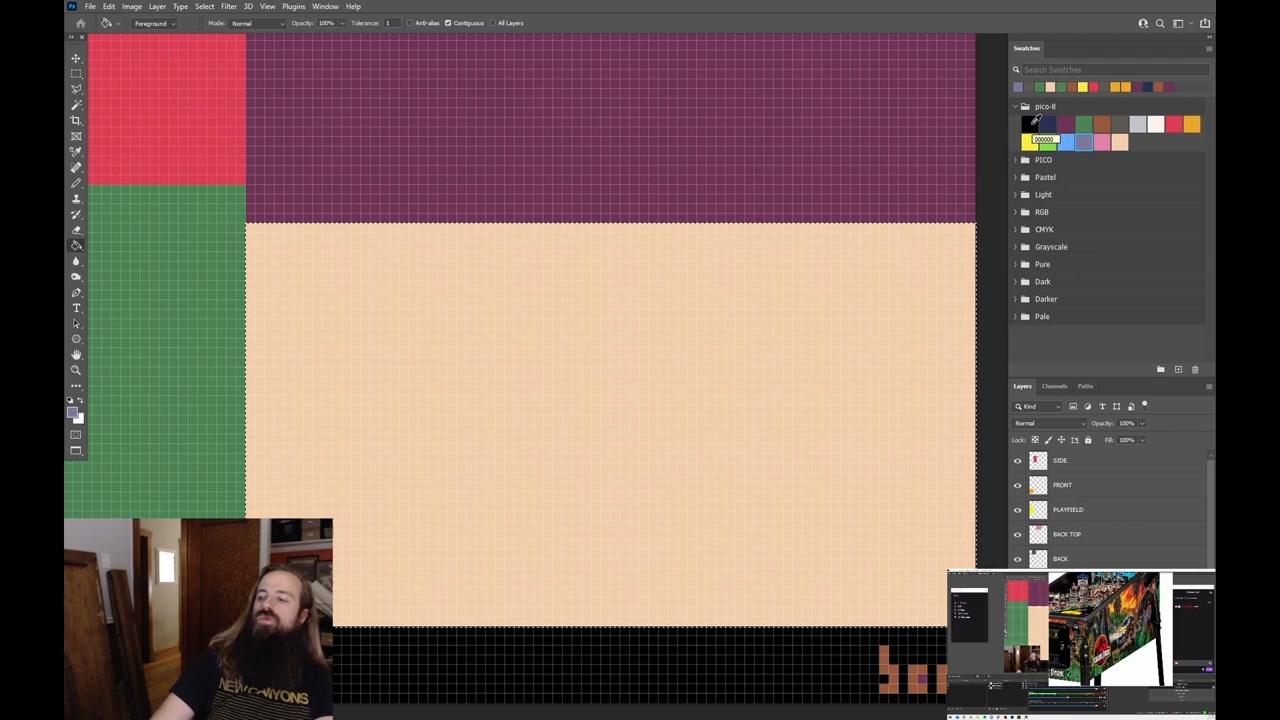 Ps File Edit Image Layer Type Select Filter 3D View Plugins Window Help
Foreground Mode: Normal Opacity: 100% Tolerance: 1 Anti-alias Contiguous All Layers
Swatches
Search Swatches
pico-8
000000
PICO
Pastel
Light
RGB
CMYK
Grayscale
Pure
Dark
Darker
Pale
Layers Channels Paths
Kind
Normal Opacity: 100%
Lock: Fill: 100%
SIDE
FRONT
PLAYFIELD
BACK TOP
BACK
NEW CONYONS